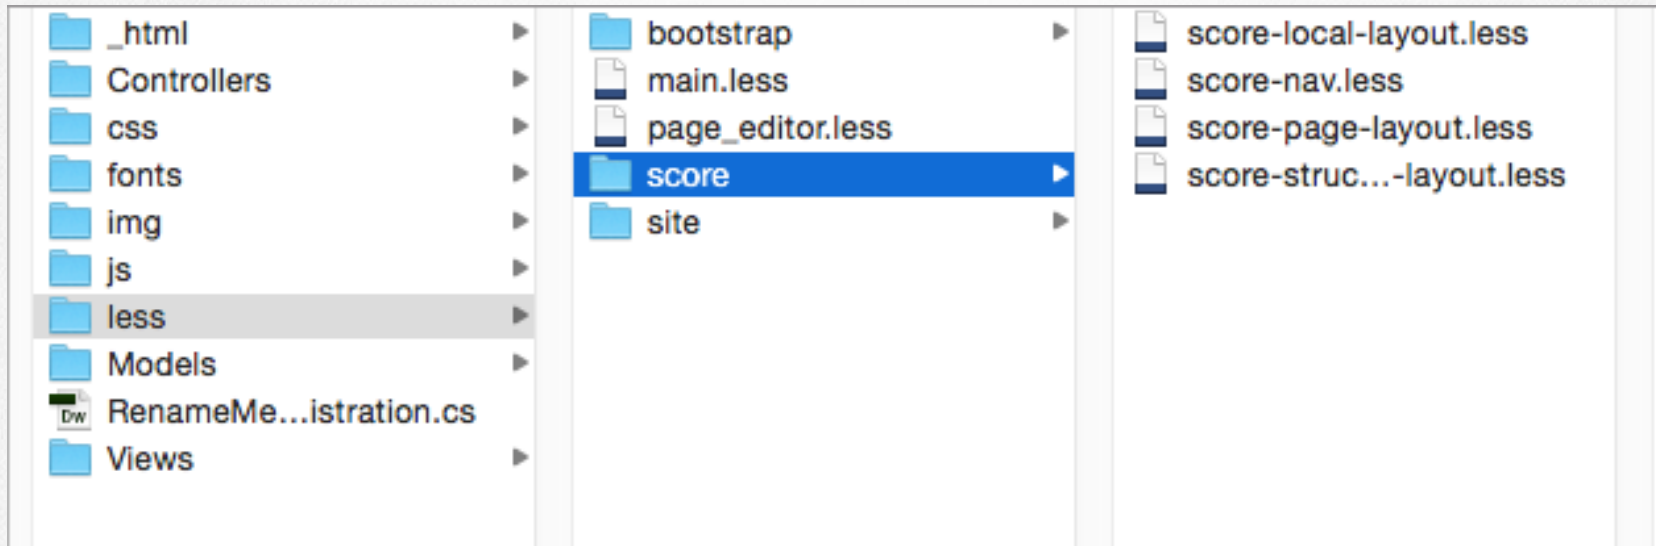 _html
Controllers
css
fonts
img
js
less
Models
Dw
RenameMe...istration.cs
Views
bootstrap
main.less
page_editor.less
score
site
score-local-layout.less
score-nav.less
score-page-layout.less
score-struc...-layout.less